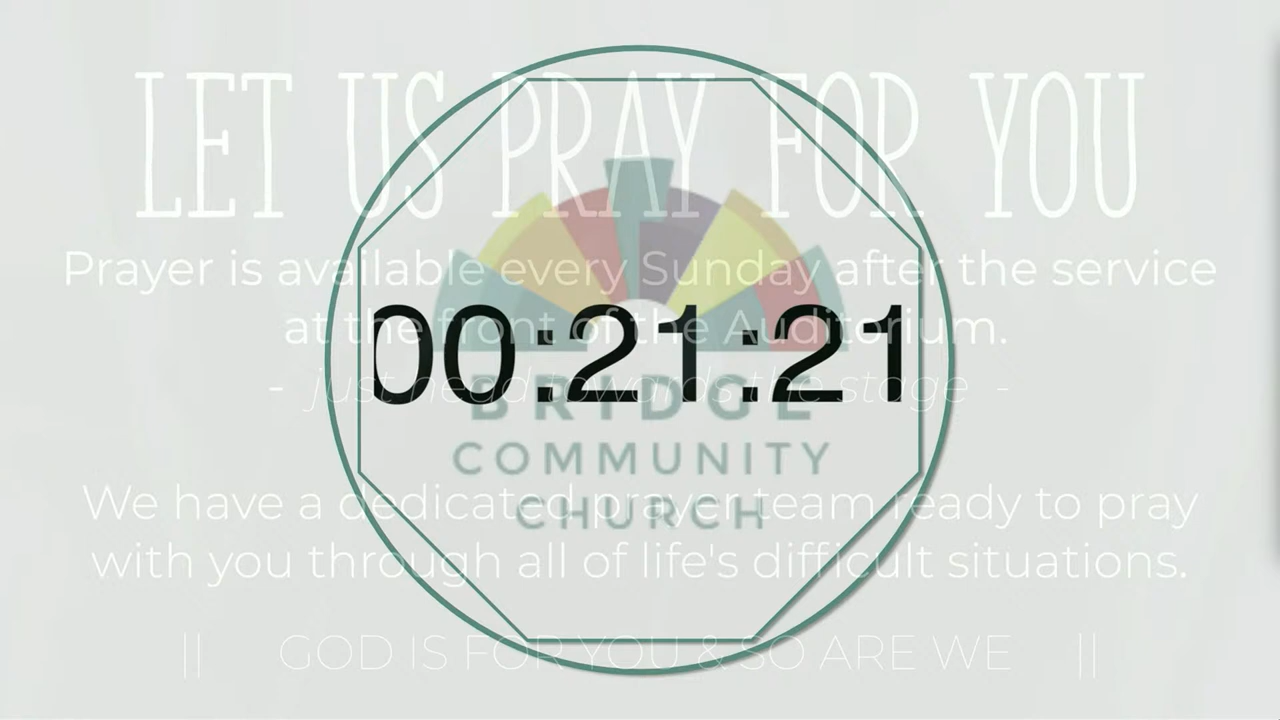 LET US PRAY FOR YOU
Prayer is available every Sunday after the service
at the front of the Auditorium.
00:21:21
- just head down to the stage -
BRIDGE
COMMUNITY
We have a dedicated prayer team ready to pray
CHURCH
with you through all of life's difficult situations.
|| GOD IS FOR YOU & SO ARE WE ||